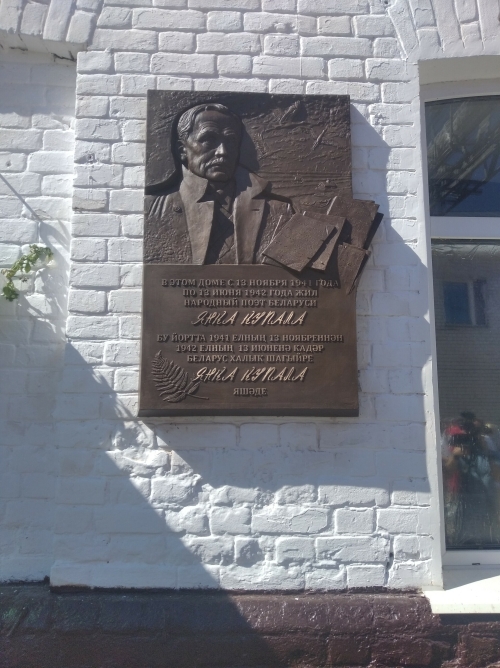 В ЭТОМ ДОМЕ С 13 НОЯБРЯ 1941 ГОДА
ПО 13 ИЮНЯ 1942 ГОДА ЖИЛ
НАРОДНЫЙ ПОЭТ БЕЛАРУСИ
ЯНКА КУПАЛА
БУ ЙОРТТА 1941 ЕЛНЫҢ 13 НОЯБРЕННӘН
1942 ЕЛНЫҢ 13 ИЮНЕНӘ КАДӘР
БЕЛАРУС ХАЛЫК ШАГЫЙРЕ
ЯНКА КУПАЛА
ЯШӘДЕ